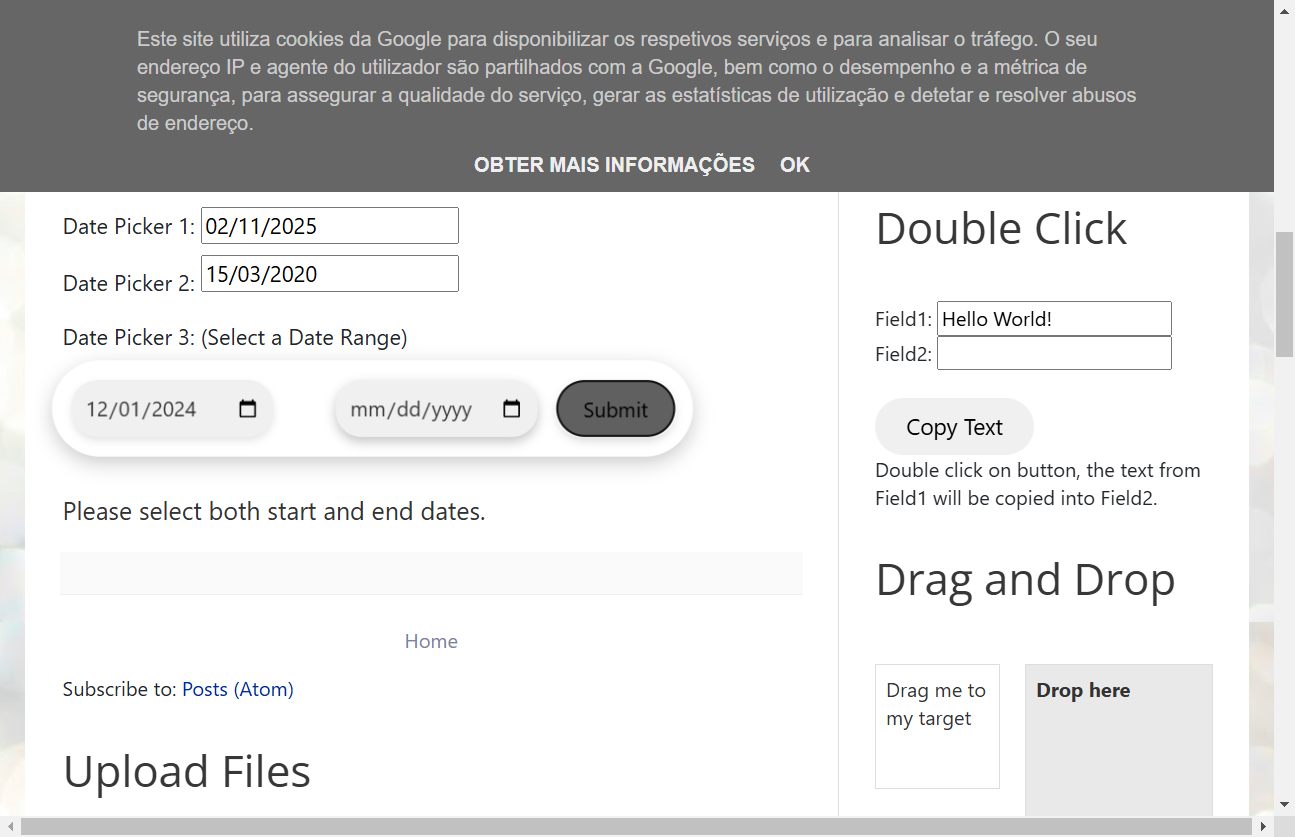 Este site utiliza cookies da Google para disponibilizar os respetivos serviços e para analisar o tráfego. O seu
endereço IP e agente do utilizador são partilhados com a Google, bem como o desempenho e a métrica de
segurança, para assegurar a qualidade do serviço, gerar as estatísticas de utilização e detetar e resolver abusos
de endereço.
OBTER MAIS INFORMAÇÕES OK
Date Picker 1: 02/11/2025
Date Picker 2: 15/03/2020
Date Picker 3: (Select a Date Range)
12/01/2024 mm/dd/yyyy Submit
Please select both start and end dates.
Home
Subscribe to: Posts (Atom)
Upload Files
Double Click
Field1: Hello World!
Field2:
Copy Text
Double click on button, the text from
Field1 will be copied into Field2.
Drag and Drop
Drag me to
my target
Drop here